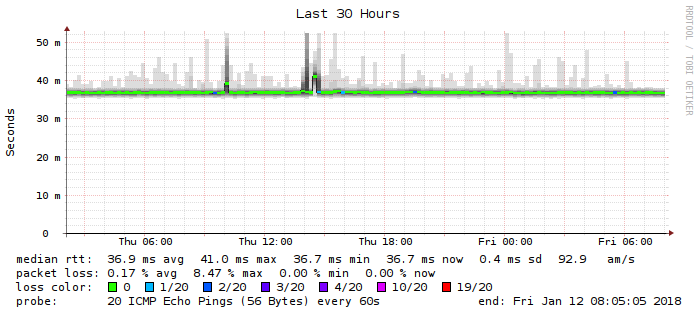 Last 30 Hours
RRDTOOL / TOBI OETIKER
Seconds
50 m
40 m
30 m
20 m
10 m
0
Thu 06:00 Thu 12:00 Thu 18:00 Fri 00:00 Fri 06:00
median rtt: 36.9 ms avg 41.0 ms max 36.7 ms min 36.7 ms now 0.4 ms sd 92.9 am/s
packet loss: 0.17 % avg 8.47 % max 0.00 % min 0.00 % now
loss color: 0 1/20 2/20 3/20 4/20 10/20 19/20
probe: 20 ICMP Echo Pings (56 Bytes) every 60s end: Fri Jan 12 08:05:05 2018